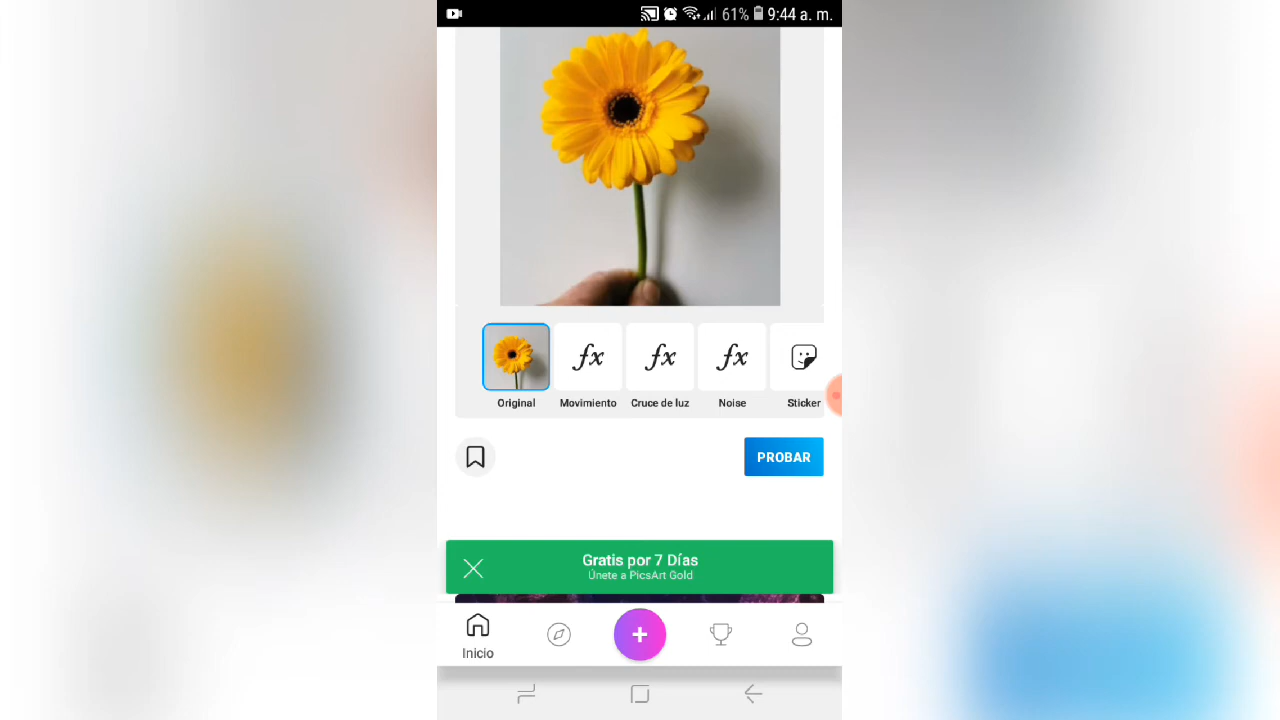 61% 9:44 a. m.
fx fx fx
Original Movimiento Cruce de luz Noise Sticker
PROBAR
Gratis por 7 Días
Únete a PicsArt Gold
Inicio